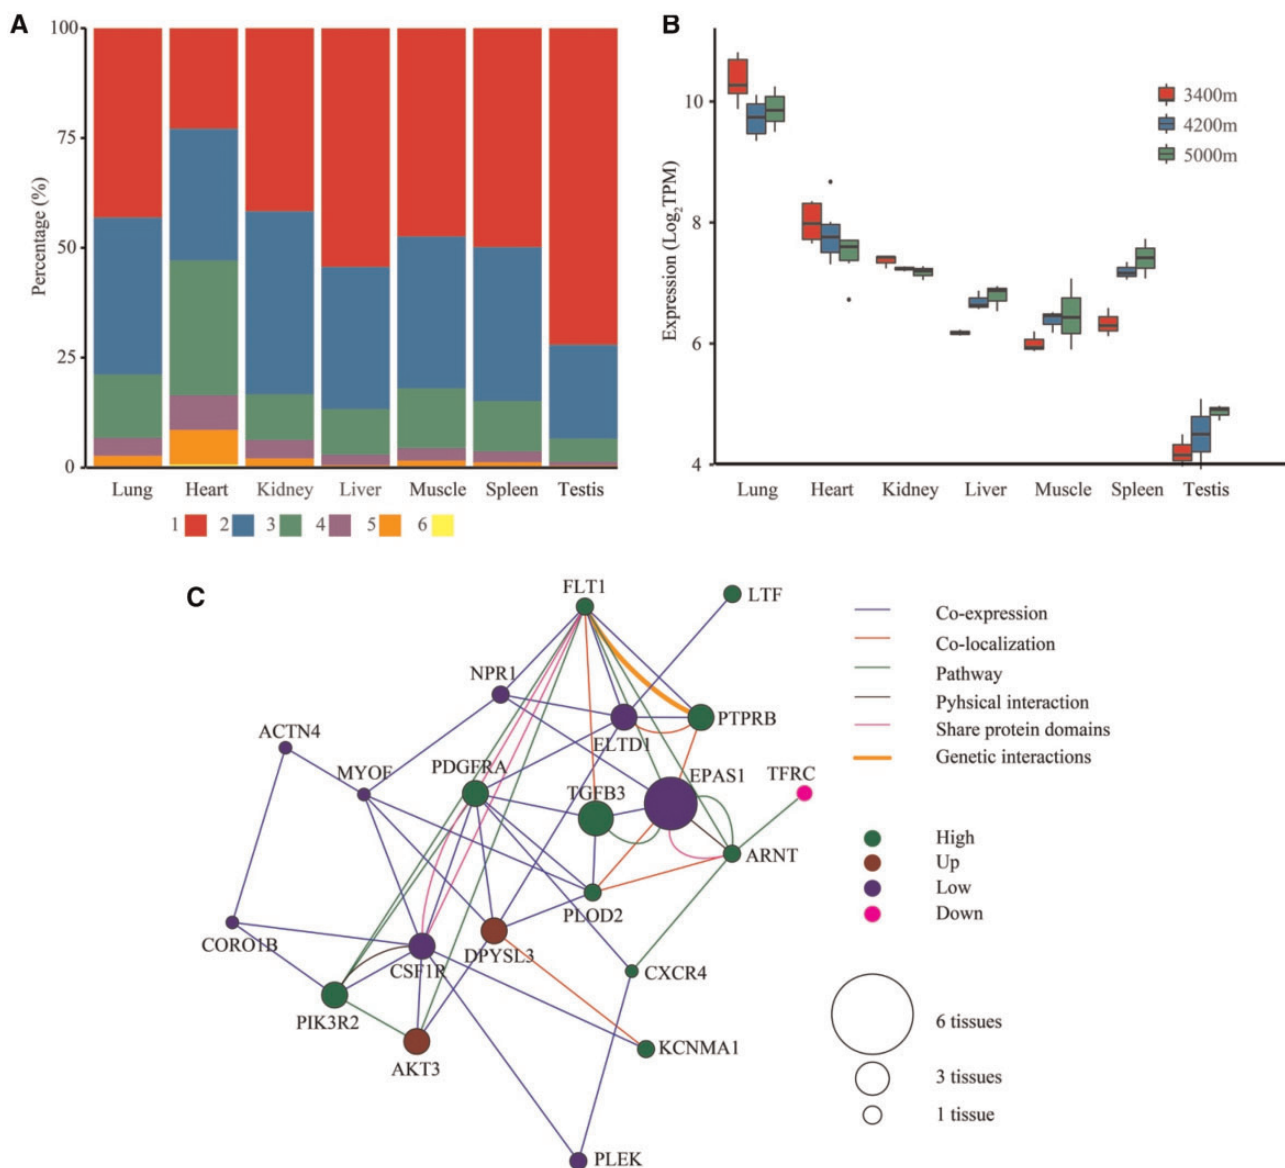 A
Percentage (%)
100
75
50
25
0
Lung Heart Kidney Liver Muscle Spleen Testis
1 2 3 4 5 6
B
Expression (Log2TPM)
10
8
6
4
3400m
4200m
5000m
Lung Heart Kidney Liver Muscle Spleen Testis
C
FLT1
LTF
NPR1
PTPRB
ELTD1
ACTN4
MYOF
PDGFRA
TGFB3
EPAS1
TFRC
ARNT
PLOD2
CORO1B
CSF1R
DPYSL3
CXCR4
PIK3R2
AKT3
KCNMA1
PLEK
Co-expression
Co-localization
Pathway
Pyhsical interaction
Share protein domains
Genetic interactions
High
Up
Low
Down
6 tissues
3 tissues
1 tissue